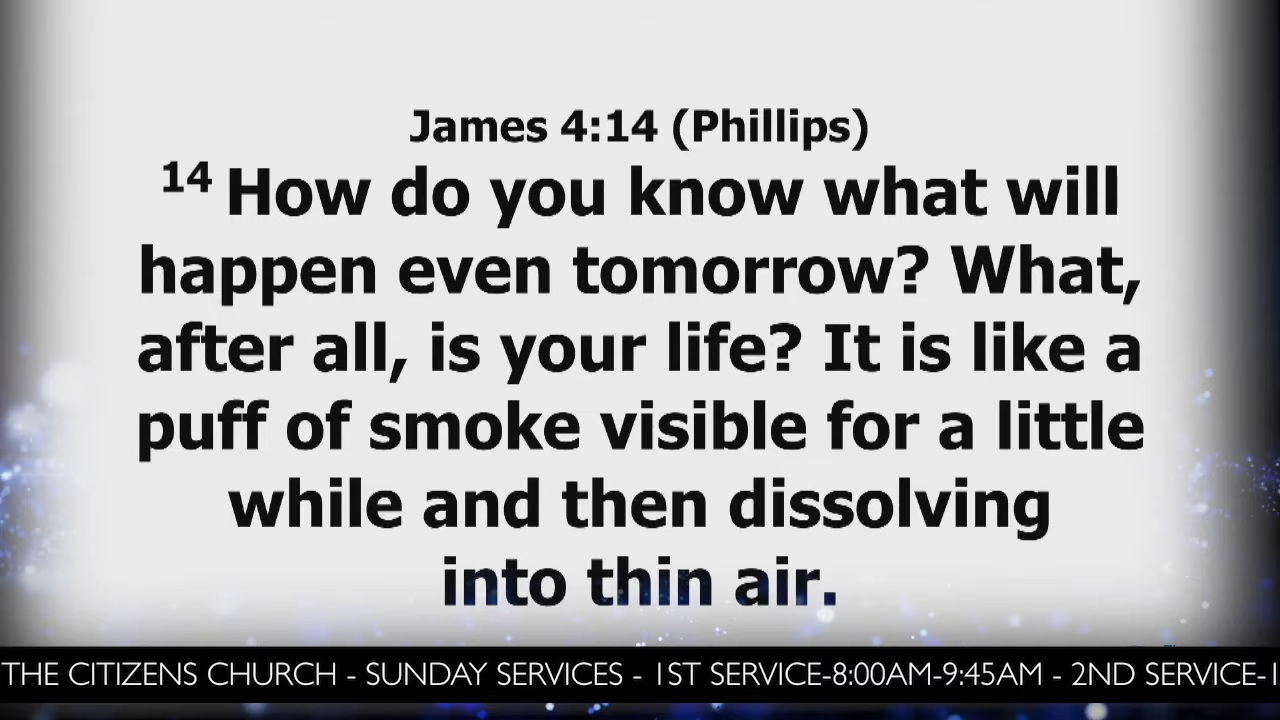 James 4:14 (Phillips)
14 How do you know what will
happen even tomorrow? What,
after all, is your life? It is like a
puff of smoke visible for a little
while and then dissolving
into thin air.
THE CITIZENS CHURCH - SUNDAY SERVICES - 1ST SERVICE-8:00AM-9:45AM - 2ND SERVICE-